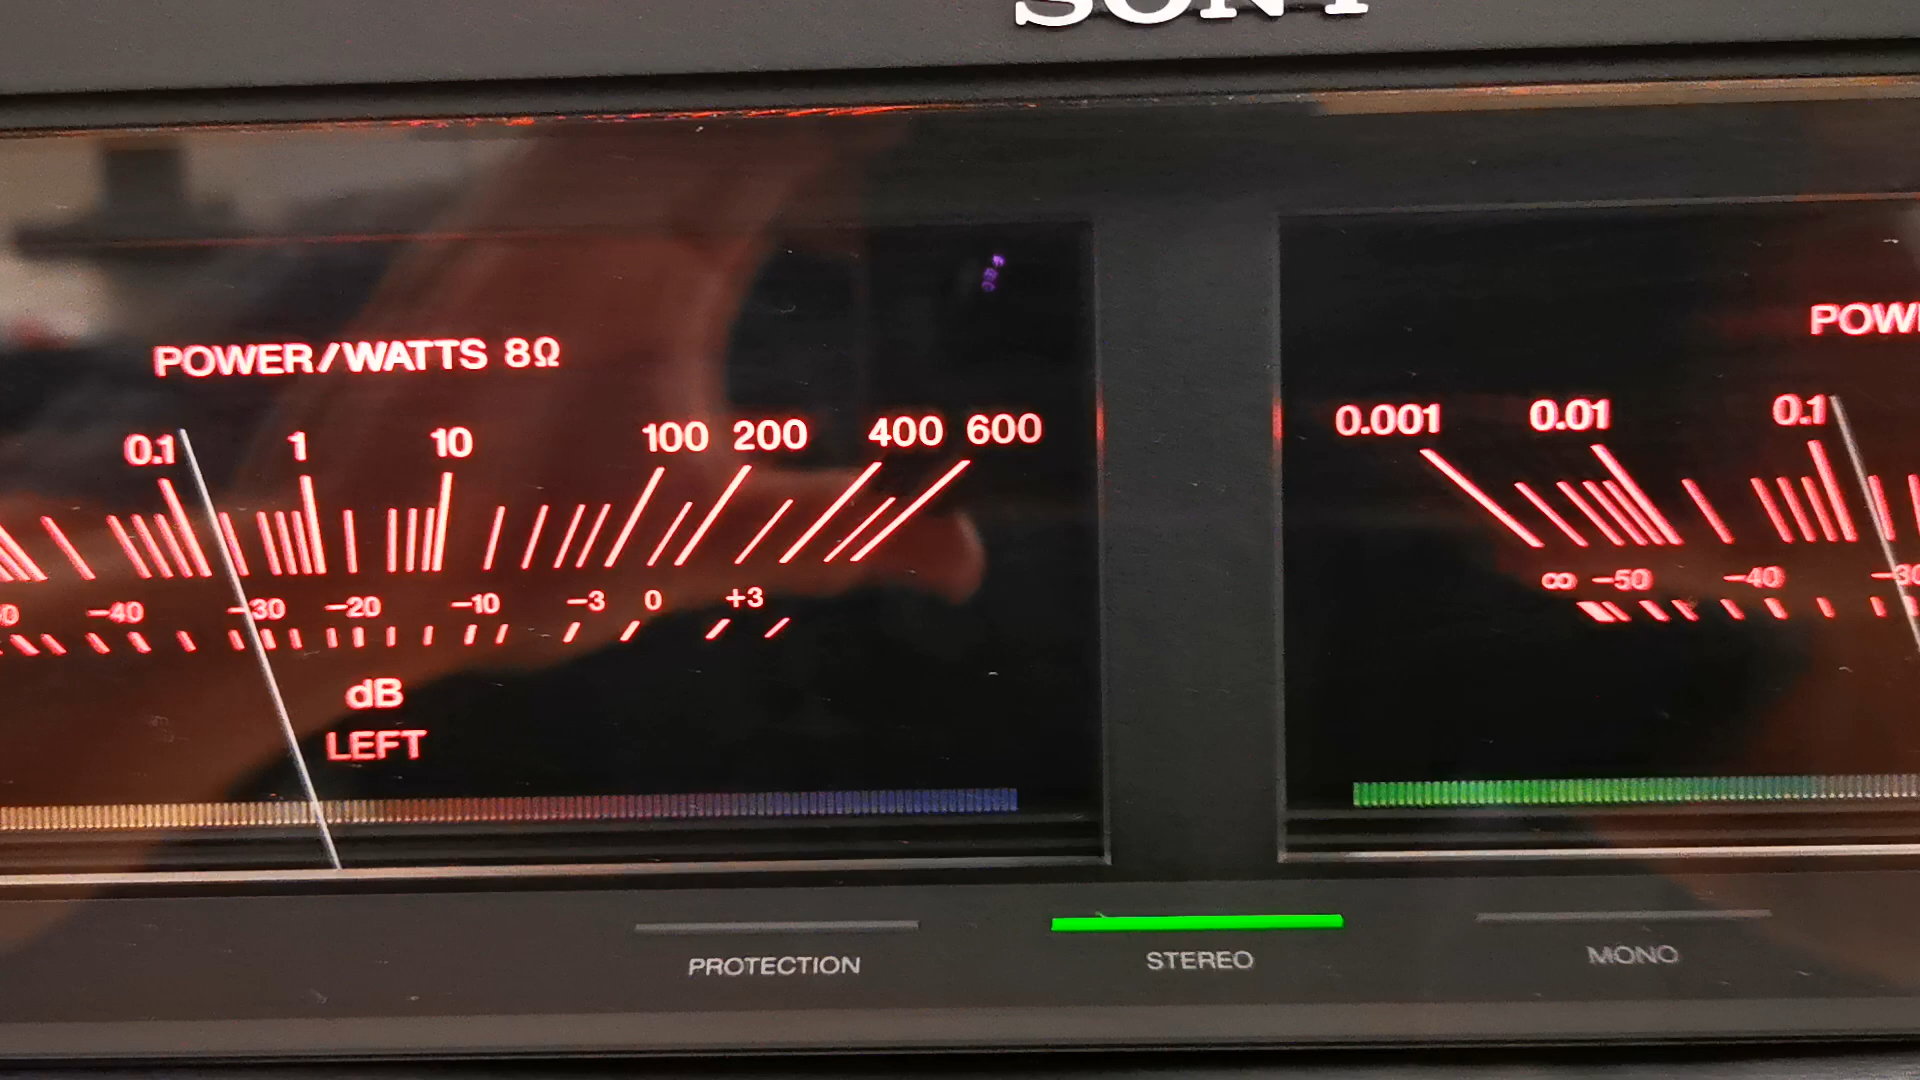 SONY
POWER/WATTS 8Ω
0.1 1 10 100 200 400 600
-40 -30 -20 -10 -3 0 +3
dB
LEFT
0.001 0.01 0.1
∞ -50 -40 -30
PROTECTION STEREO MONO